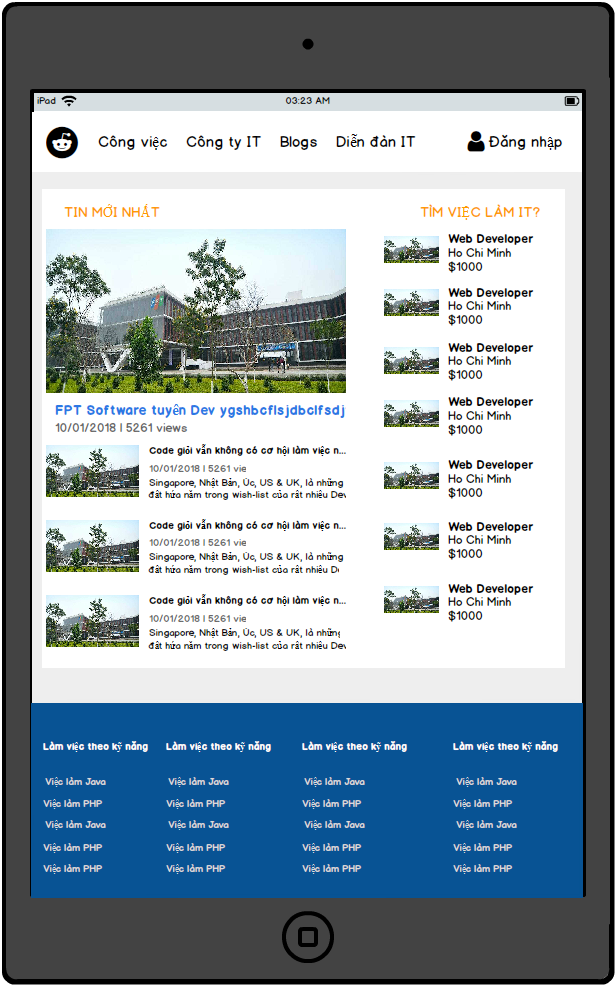 iPad
03:23 AM
Công việc
Công ty IT
Blogs
Diễn đàn IT
Đăng nhập
TIN MỚI NHẤT
FPT Software tuyển Dev ygshbcflsjdbclfsdj
10/01/2018 | 5261 views
Code giỏi vẫn không có cơ hội làm việc n...
10/01/2018 | 5261 vie
Singapore, Nhật Bản, Úc, US & UK, là những
đất hứa nằm trong wish-list của rất nhiều Dev
Code giỏi vẫn không có cơ hội làm việc n...
10/01/2018 | 5261 vie
Singapore, Nhật Bản, Úc, US & UK, là những
đất hứa nằm trong wish-list của rất nhiều D
Code giỏi vẫn không có cơ hội làm việc n...
10/01/2018 | 5261 vie
Singapore, Nhật Bản, Úc, US & UK, là những
đất hứa nằm trong wish-list của rất nhiều Dev
TÌM VIỆC LÀM IT?
Web Developer
Ho Chi Minh
$1000
Web Developer
Ho Chi Minh
$1000
Web Developer
Ho Chi Minh
$1000
Web Developer
Ho Chi Minh
$1000
Web Developer
Ho Chi Minh
$1000
Web Developer
Ho Chi Minh
$1000
Web Developer
Ho Chi Minh
$1000
Làm việc theo kỹ năng
Việc làm Java
Việc làm PHP
Việc làm Java
Việc làm PHP
Việc làm PHP
Làm việc theo kỹ năng
Việc làm Java
Việc làm PHP
Việc làm Java
Việc làm PHP
Việc làm PHP
Làm việc theo kỹ năng
Việc làm Java
Việc làm PHP
Việc làm Java
Việc làm PHP
Việc làm PHP
Làm việc theo kỹ năng
Việc làm Java
Việc làm PHP
Việc làm Java
Việc làm PHP
Việc làm PHP